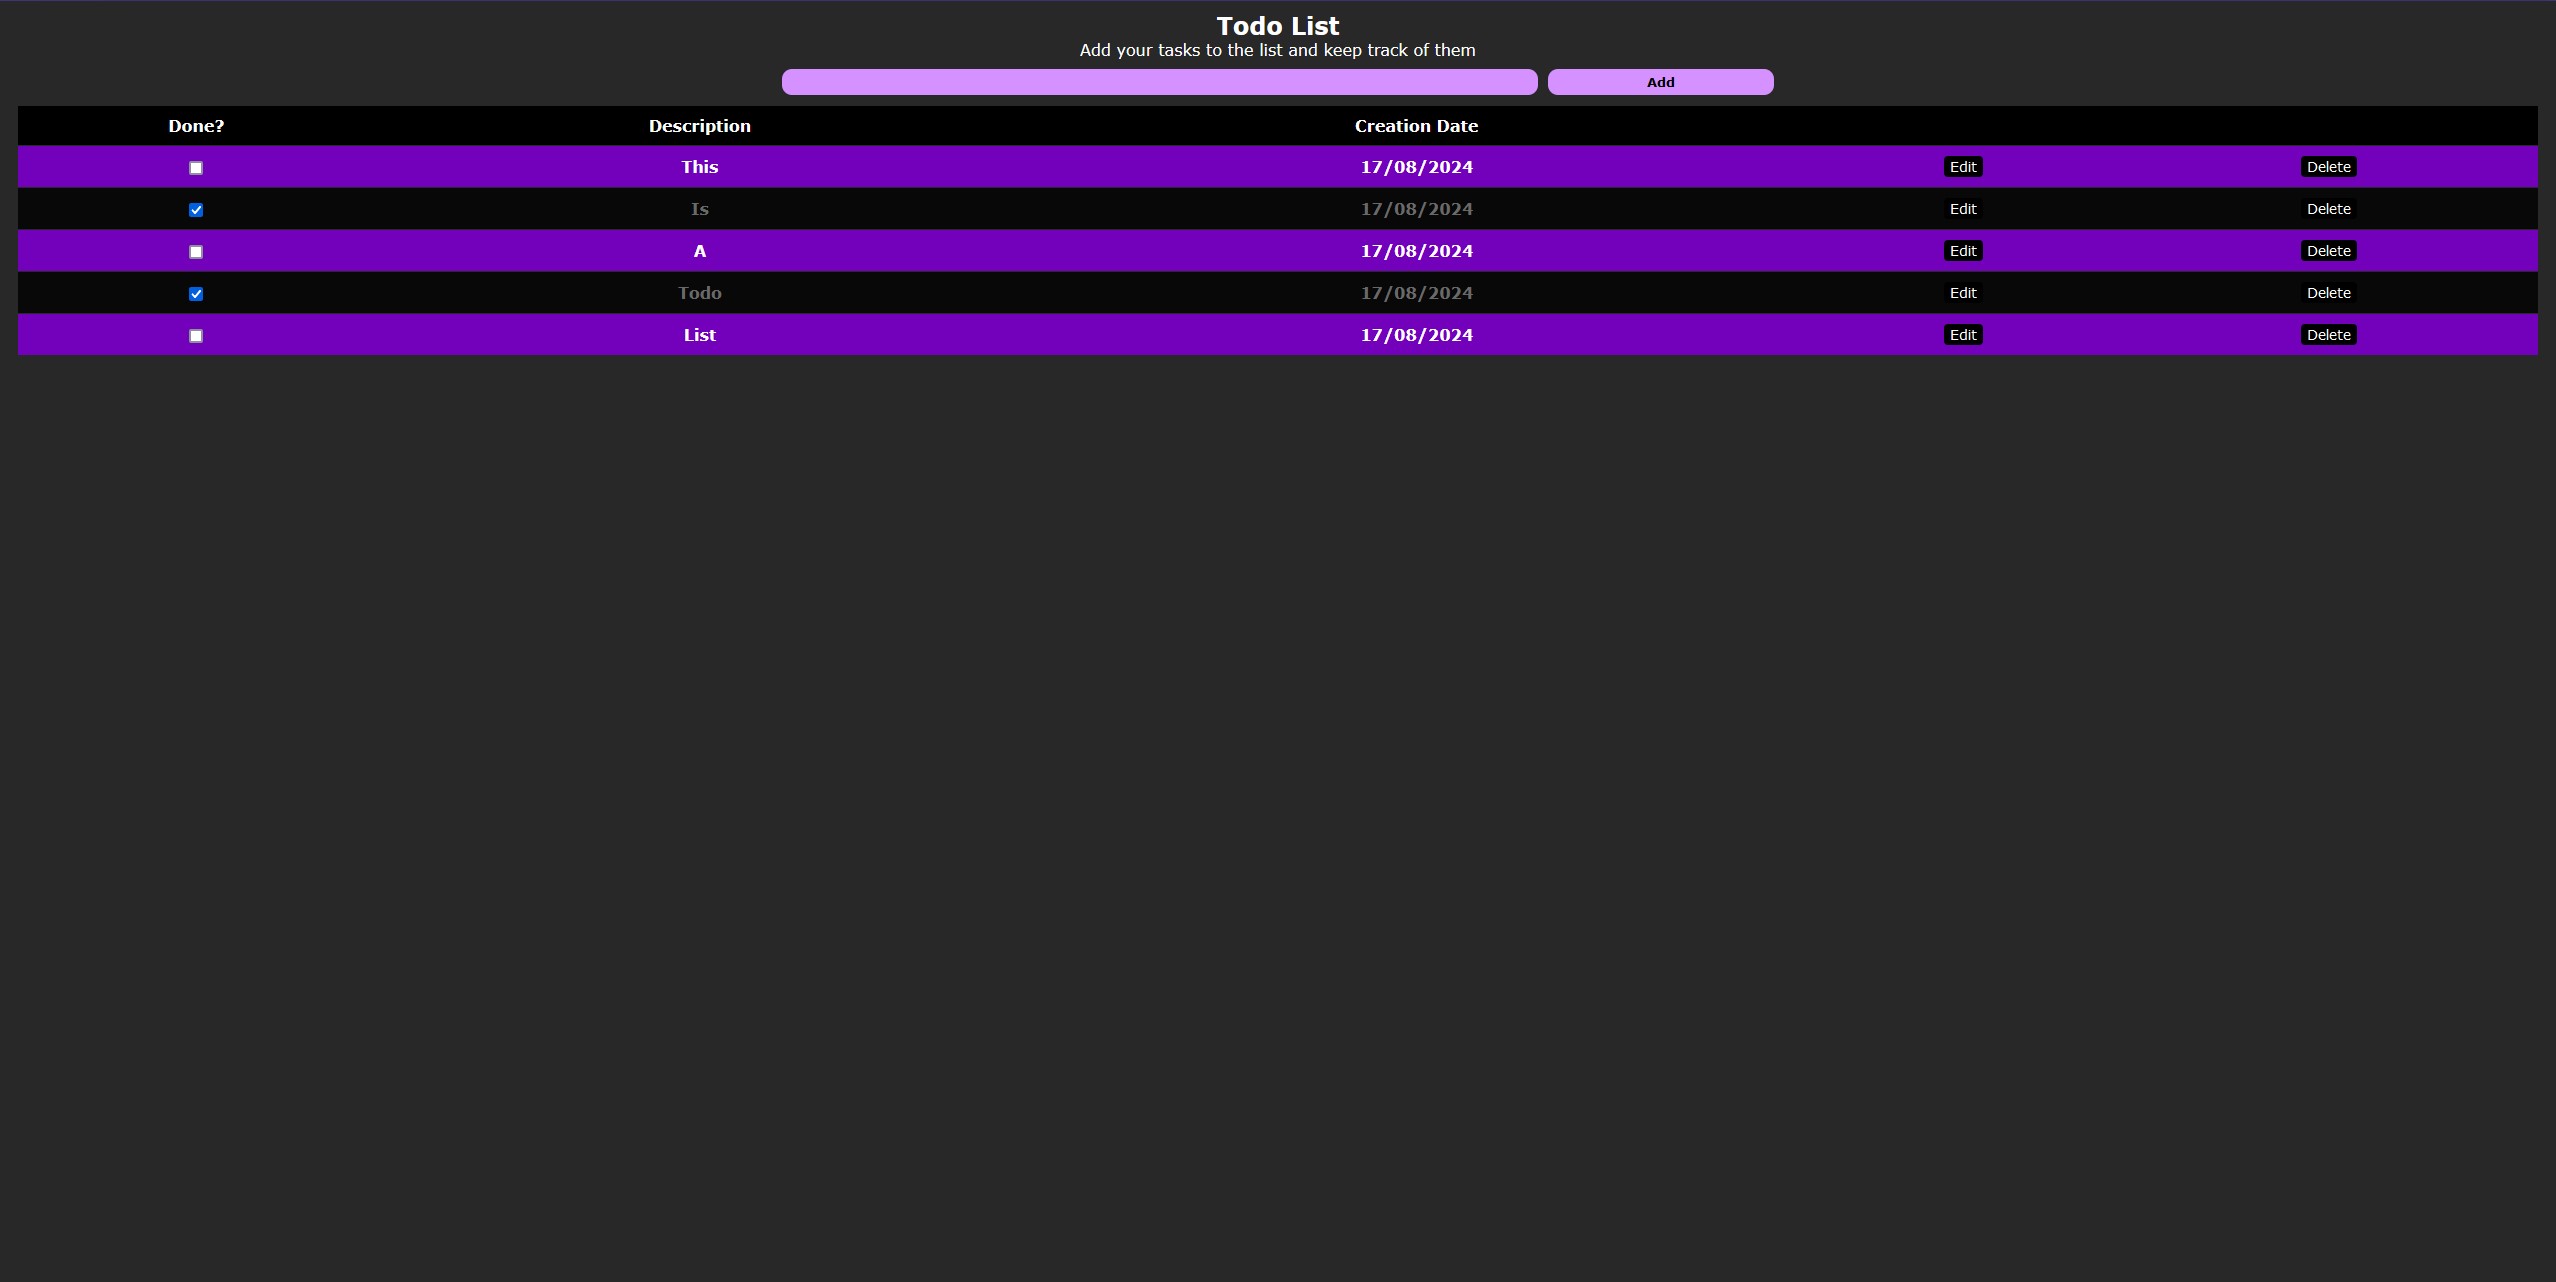 Todo List
Add your tasks to the list and keep track of them
Add
Done? Description Creation Date
This 17/08/2024 Edit Delete
Is 17/08/2024 Edit Delete
A 17/08/2024 Edit Delete
Todo 17/08/2024 Edit Delete
List 17/08/2024 Edit Delete